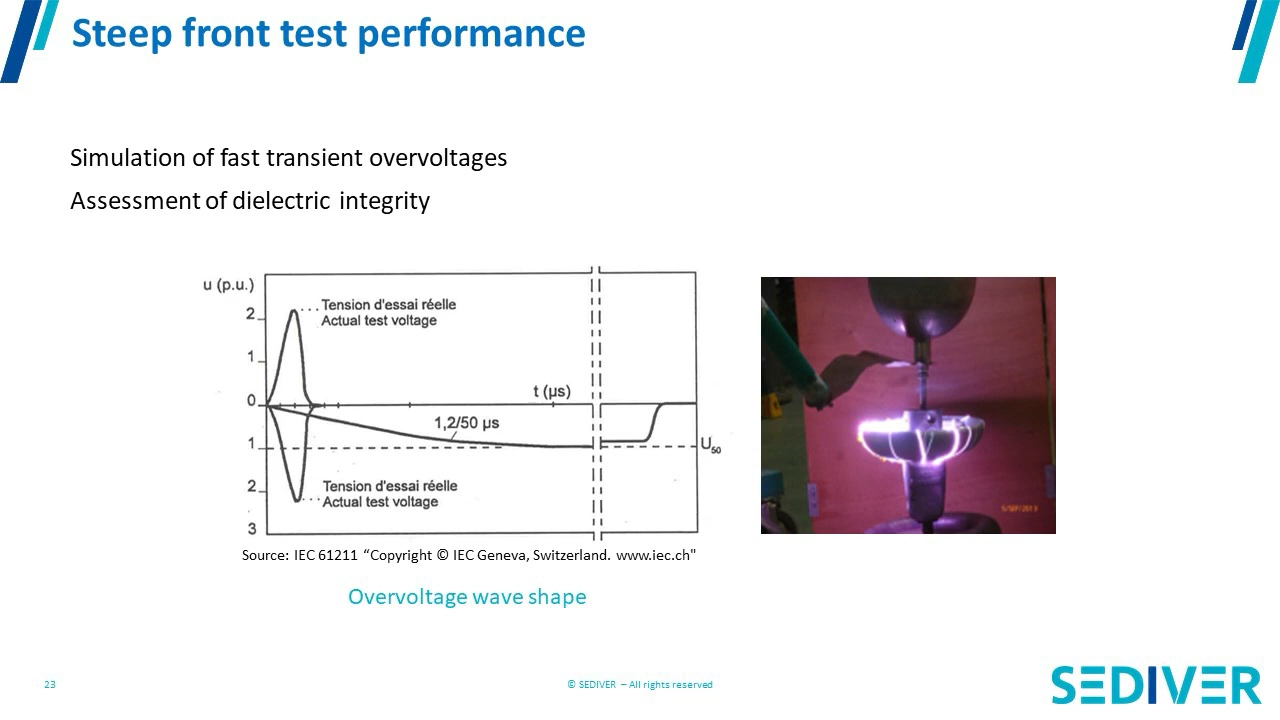 Steep front test performance
Simulation of fast transient overvoltages
Assessment of dielectric integrity
u (p.u.)
2
1
0
1
2
3
Tension d'essai réelle
Actual test voltage
t (µs)
1,2/50 µs
U50
Tension d'essai réelle
Actual test voltage
Source: IEC 61211 “Copyright © IEC Geneva, Switzerland. www.iec.ch"
Overvoltage wave shape
23
© SEDIVER – All rights reserved
SEDIVER